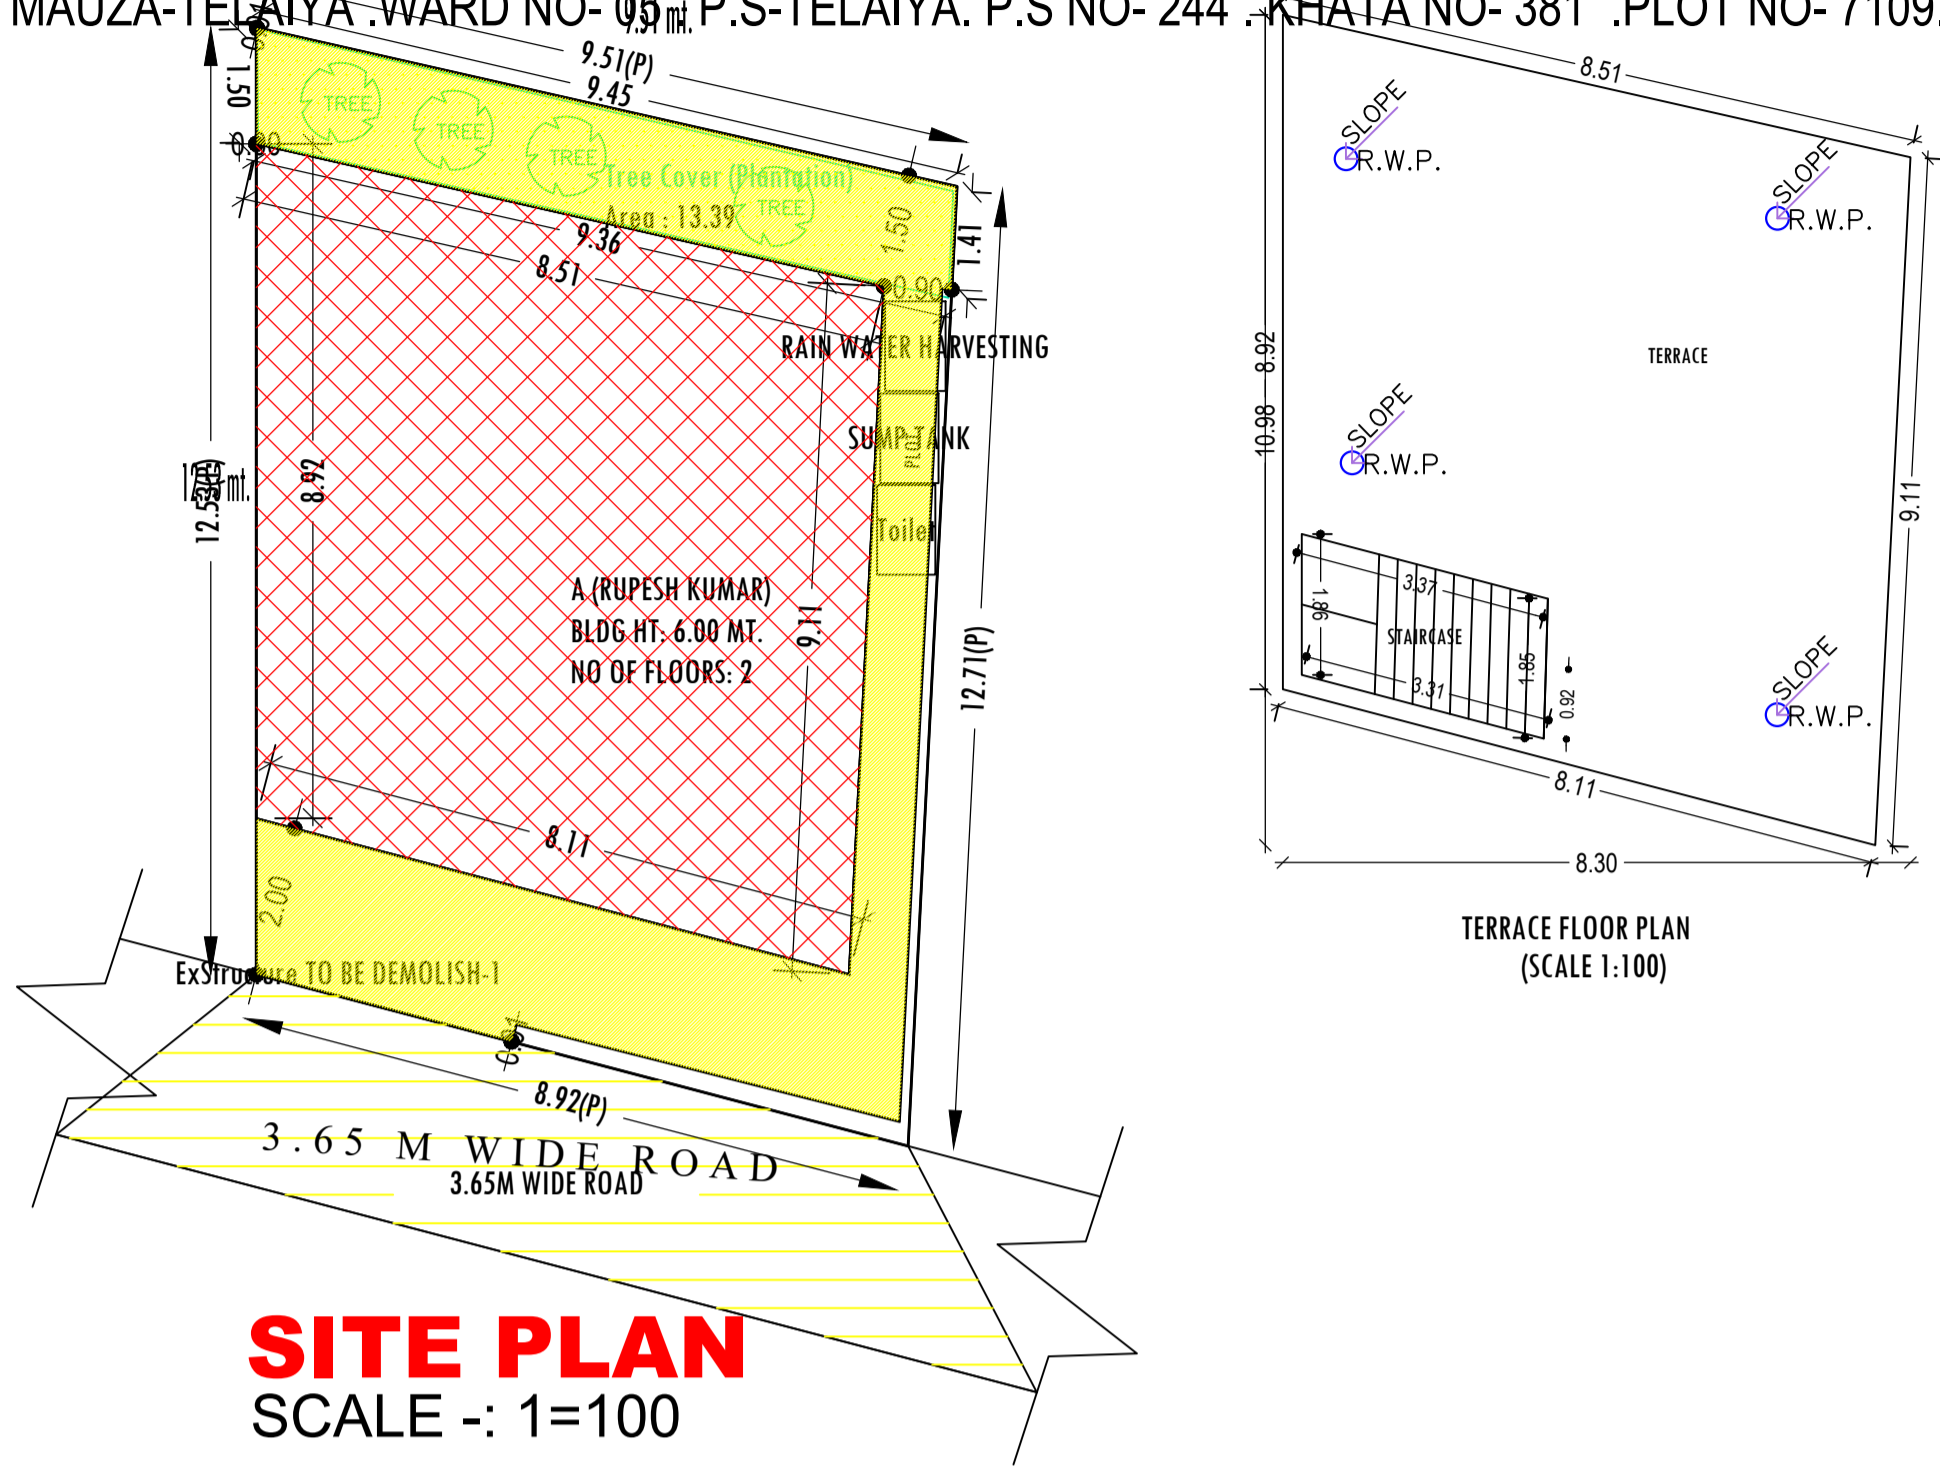 MAUZA-TELAIYA .WARD NO- 05 . P.S-TELAIYA. P.S NO- 244 . KHATA NO- 381 .PLOT NO- 7109.
9.51 mt.
9.51(P)
9.45
1.50
TREE
TREE
TREE
TREE
Tree Cover (Plantation)
Area : 13.39
1.50
1.41
0.90
9.36
8.51
RAIN WATER HARVESTING
SUMP TANK
PLOT
Toilet
8.92
A (RUPESH KUMAR)
BLDG HT: 6.00 MT.
NO OF FLOORS: 2
9.11
12.71(P)
8.11
2.00
ExStructure TO BE DEMOLISH-1
8.92(P)
3.65 M WIDE ROAD
3.65M WIDE ROAD
SITE PLAN
SCALE -: 1=100
8.51
SLOPE
R.W.P.
SLOPE
R.W.P.
8.92
TERRACE
10.98
SLOPE
R.W.P.
9.11
3.37
1.86
STAIRCASE
1.85
3.31
0.92
SLOPE
R.W.P.
8.11
8.30
TERRACE FLOOR PLAN
(SCALE 1:100)